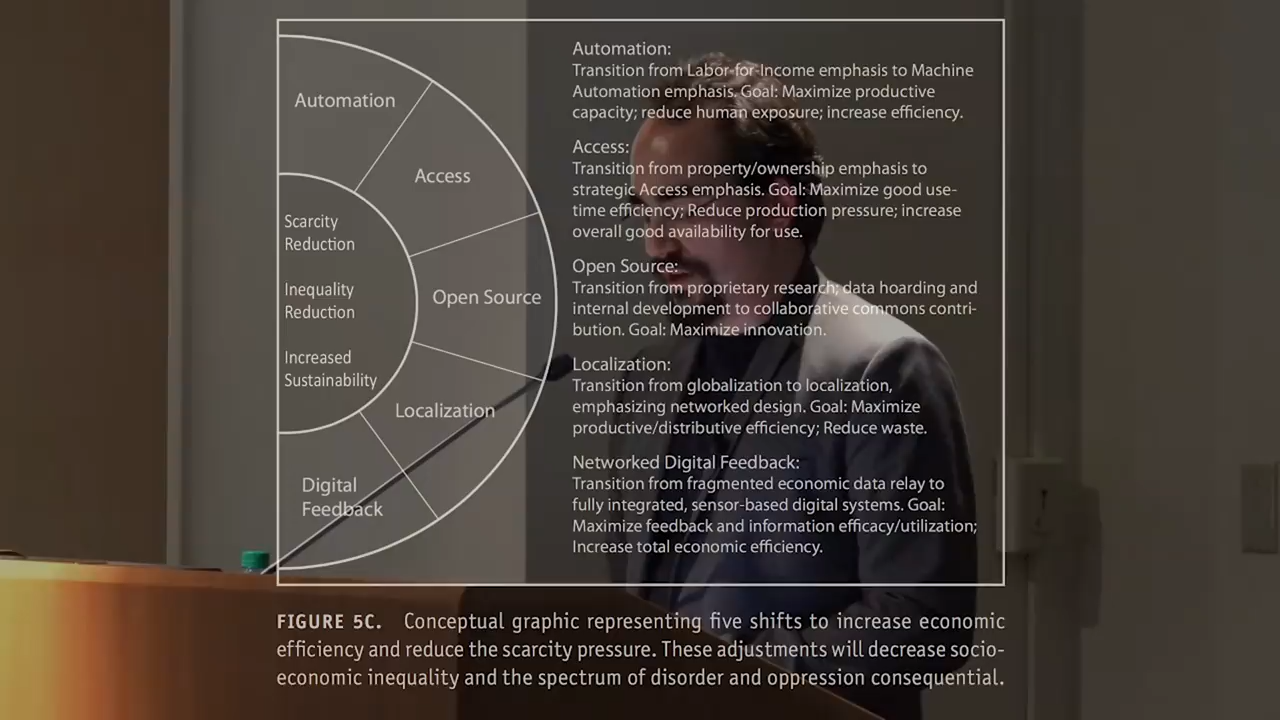 Automation
Access
Scarcity
Reduction
Inequality
Reduction
Open Source
Increased
Sustainability
Localization
Digital
Feedback
Automation:
Transition from Labor-for-Income emphasis to Machine
Automation emphasis. Goal: Maximize productive
capacity; reduce human exposure; increase efficiency.
Access:
Transition from property/ownership emphasis to
strategic Access emphasis. Goal: Maximize good use-
time efficiency; Reduce production pressure; increase
overall good availability for use.
Open Source:
Transition from proprietary research; data hoarding and
internal development to collaborative commons contri-
bution. Goal: Maximize innovation.
Localization:
Transition from globalization to localization,
emphasizing networked design. Goal: Maximize
productive/distributive efficiency; Reduce waste.
Networked Digital Feedback:
Transition from fragmented economic data relay to
fully integrated, sensor-based digital systems. Goal:
Maximize feedback and information efficacy/utilization;
Increase total economic efficiency.
FIGURE 5C. Conceptual graphic representing five shifts to increase economic
efficiency and reduce the scarcity pressure. These adjustments will decrease socio-
economic inequality and the spectrum of disorder and oppression consequential.